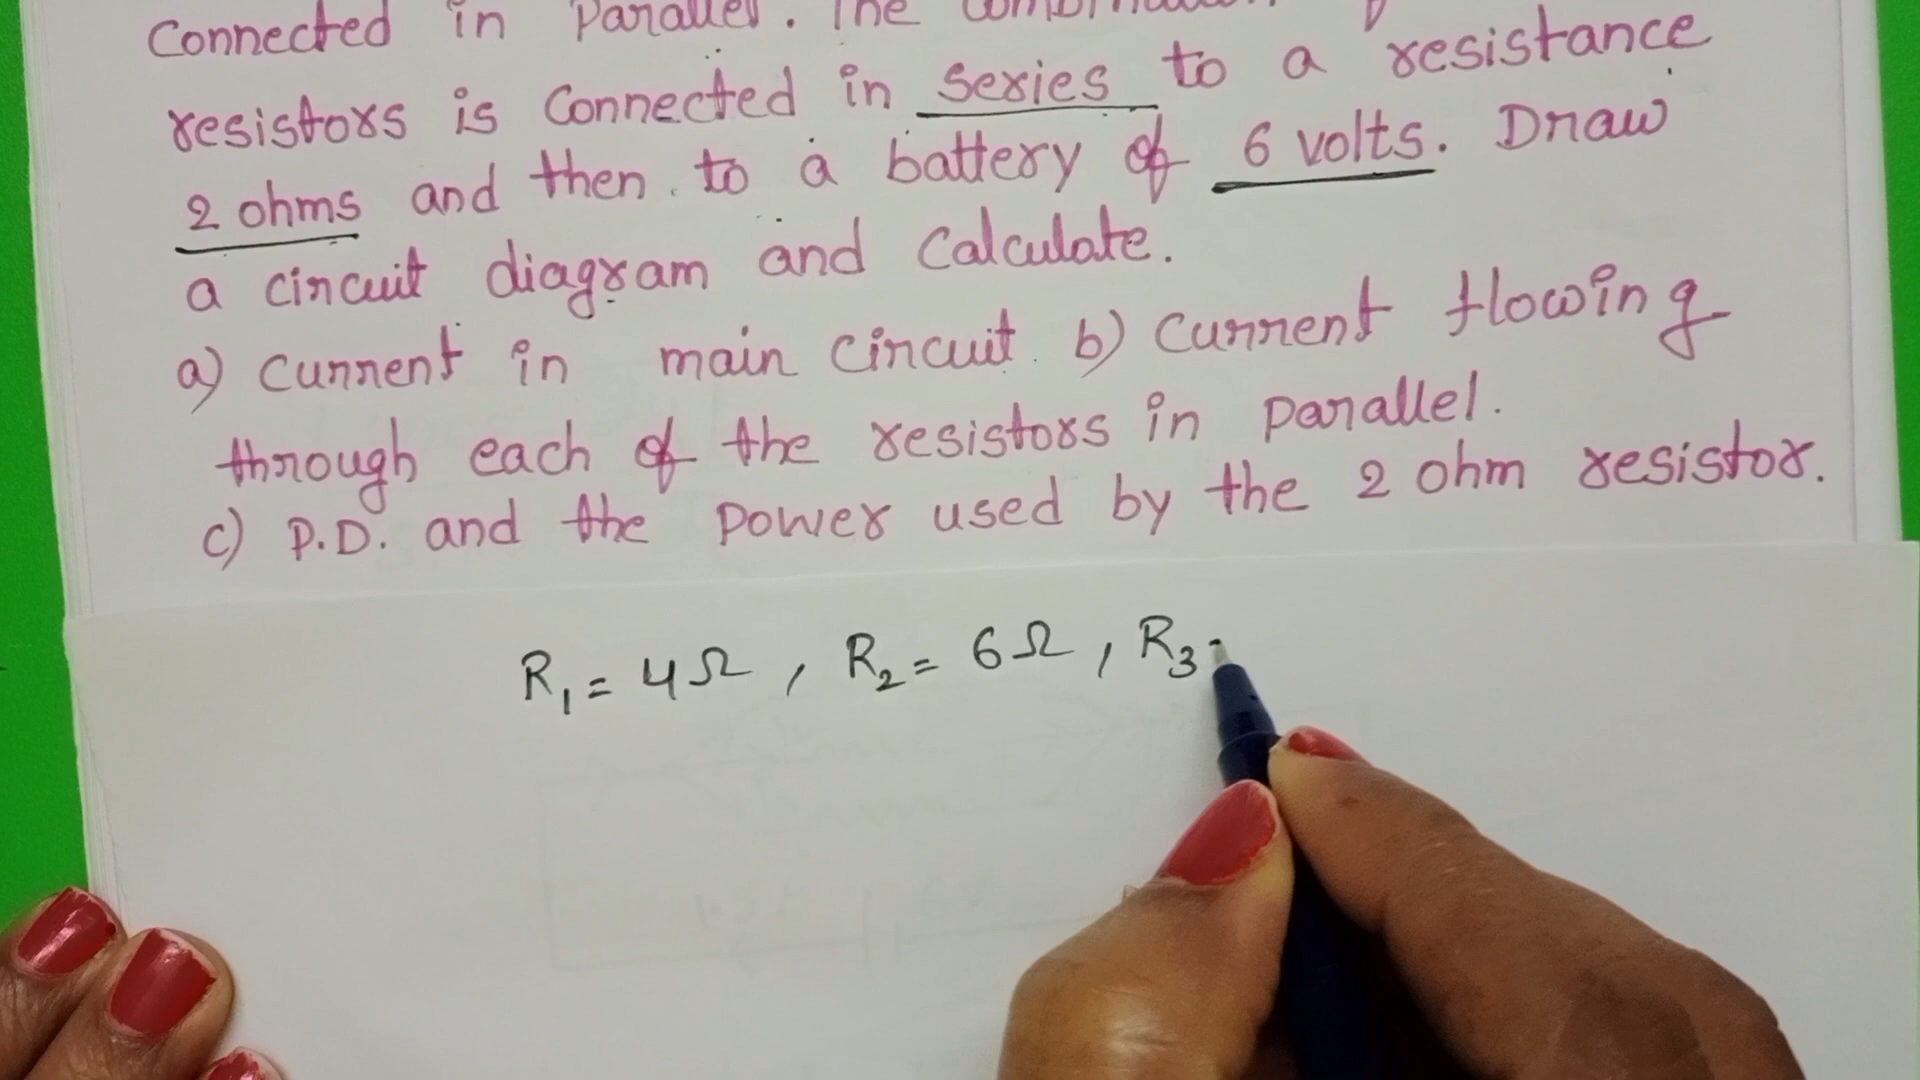 Connected in Parallel. The combination
resistors is Connected in series to a resistance
2 ohms and then to a battery of 6 volts. Draw
a circuit diagram and Calculate.
a) Current in main circuit b) Current flowing
through each of the resistors in parallel.
c) P.D. and the power used by the 2 ohm resistor.
R₁ = 4Ω , R₂ = 6Ω , R₃